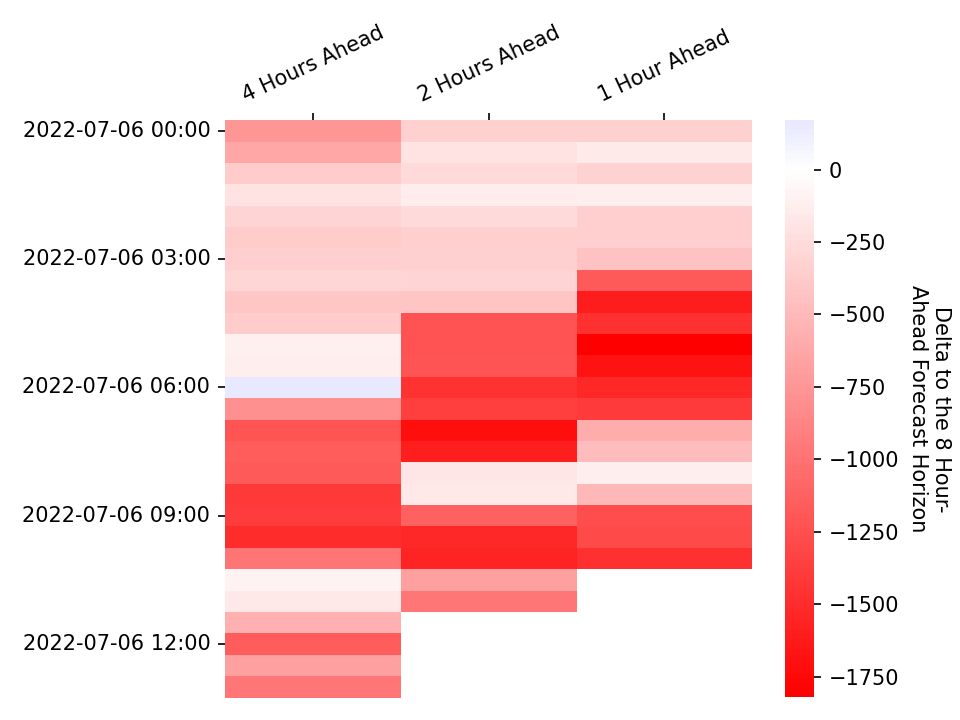 4 Hours Ahead
2 Hours Ahead
1 Hour Ahead
2022-07-06 00:00
2022-07-06 03:00
2022-07-06 06:00
2022-07-06 09:00
2022-07-06 12:00
0
−250
−500
−750
−1000
−1250
−1500
−1750
Delta to the 8 Hour-
Ahead Forecast Horizon